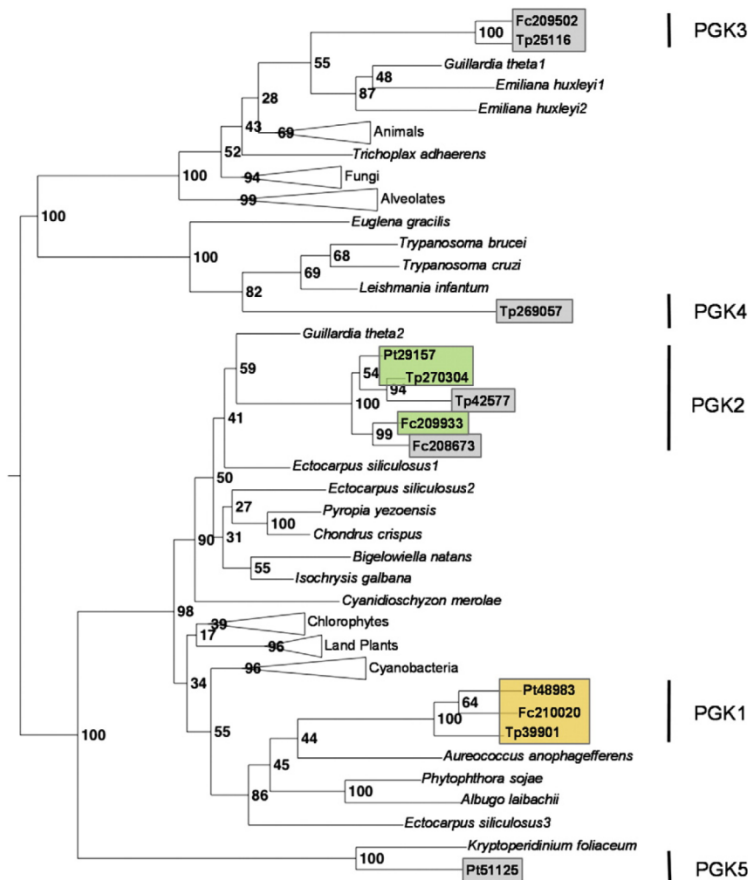 Fc209502
PGK3
100
Tp25116
55
Guillardia theta1
48
Emiliana huxleyi1
28
87
Emiliana huxleyi2
43
69
Animals
52
Trichoplax adhaerens
100
94
Fungi
99
Alveolates
100
Euglena gracilis
Trypanosoma brucei
100
68
Trypanosoma cruzi
69
Leishmania infantum
82
Tp269057
PGK4
Guillardia theta2
Pt29157
59
54
Tp270304
94
Tp42577
100
PGK2
41
Fc209933
99
Fc208673
Ectocarpus siliculosus1
50
Ectocarpus siliculosus2
27
Pyropia yezoensis
100
90
31
Chondrus crispus
Bigelowiella natans
55
Isochrysis galbana
Cyanidioschyzon merolae
98
39
Chlorophytes
17
96
Land Plants
96
Cyanobacteria
34
Pt48983
64
100
Fc210020
PGK1
55
Tp39901
100
44
Aureococcus anophagefferens
45
Phytophthora sojae
100
86
Albugo laibachii
Ectocarpus siliculosus3
Kryptoperidinium foliaceum
100
Pt51125
PGK5